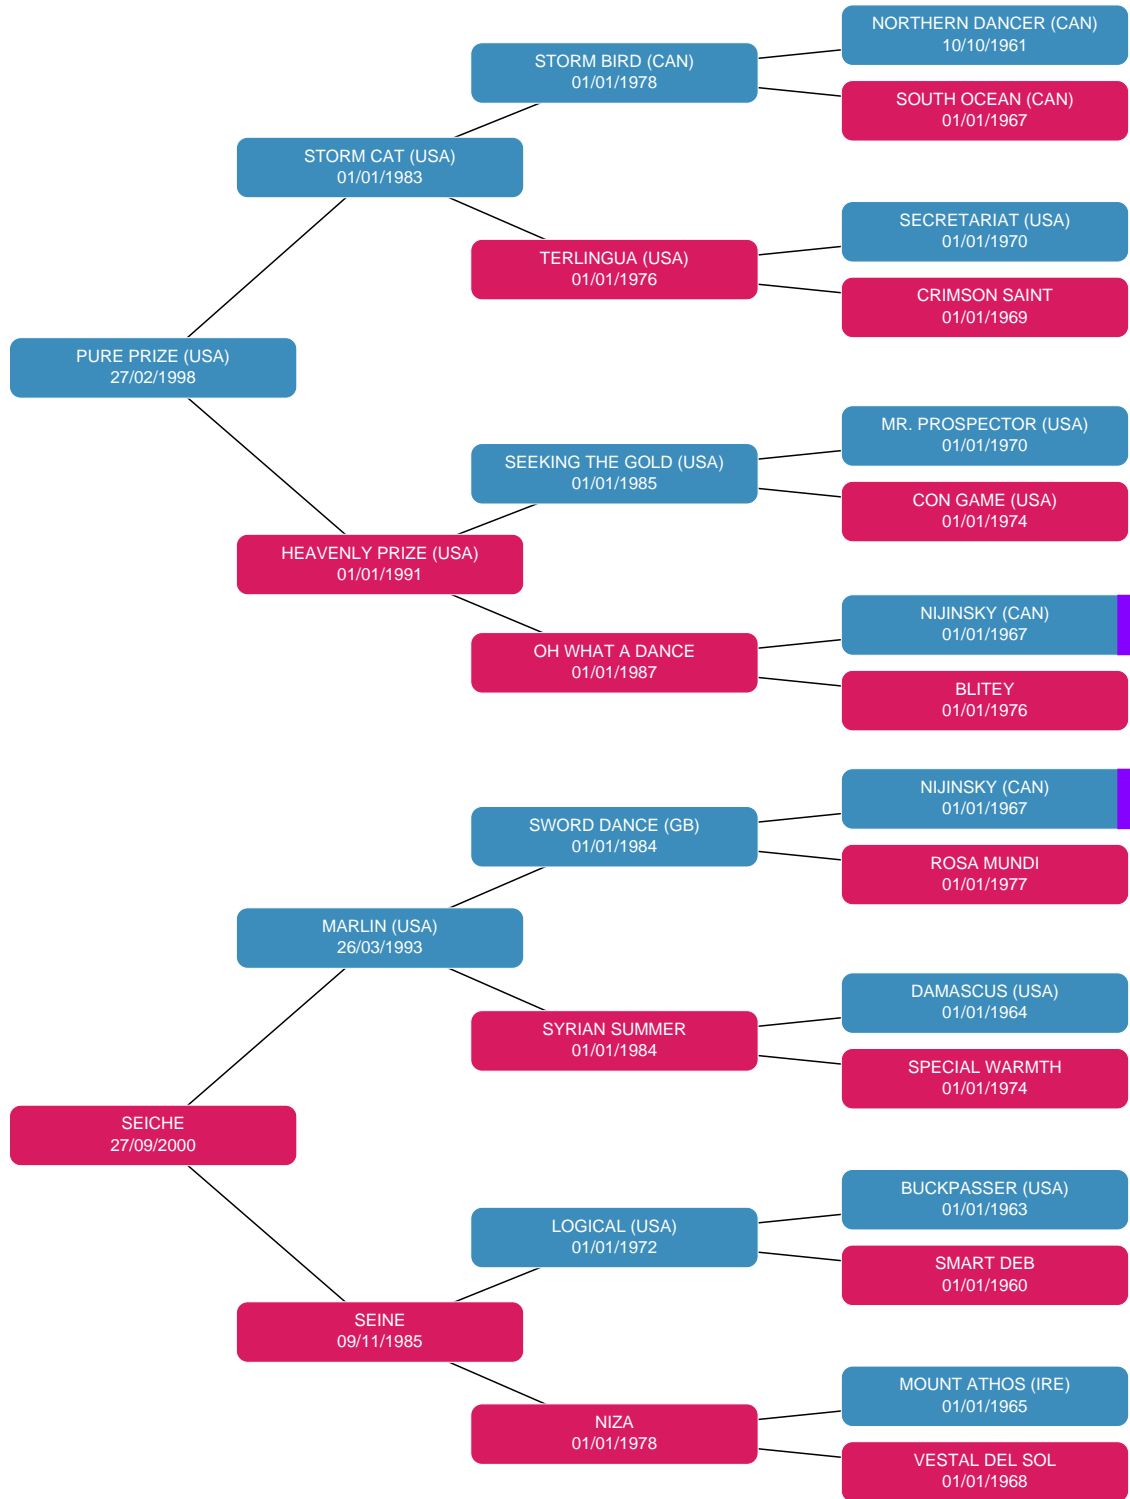 NORTHERN DANCER (CAN)
10/10/1961
STORM BIRD (CAN)
01/01/1978
SOUTH OCEAN (CAN)
01/01/1967
STORM CAT (USA)
01/01/1983
SECRETARIAT (USA)
01/01/1970
TERLINGUA (USA)
01/01/1976
CRIMSON SAINT
01/01/1969
PURE PRIZE (USA)
27/02/1998
MR. PROSPECTOR (USA)
01/01/1970
SEEKING THE GOLD (USA)
01/01/1985
CON GAME (USA)
01/01/1974
HEAVENLY PRIZE (USA)
01/01/1991
NIJINSKY (CAN)
01/01/1967
OH WHAT A DANCE
01/01/1987
BLITEY
01/01/1976
NIJINSKY (CAN)
01/01/1967
SWORD DANCE (GB)
01/01/1984
ROSA MUNDI
01/01/1977
MARLIN (USA)
26/03/1993
DAMASCUS (USA)
01/01/1964
SYRIAN SUMMER
01/01/1984
SPECIAL WARMTH
01/01/1974
SEICHE
27/09/2000
BUCKPASSER (USA)
01/01/1963
LOGICAL (USA)
01/01/1972
SMART DEB
01/01/1960
SEINE
09/11/1985
MOUNT ATHOS (IRE)
01/01/1965
NIZA
01/01/1978
VESTAL DEL SOL
01/01/1968